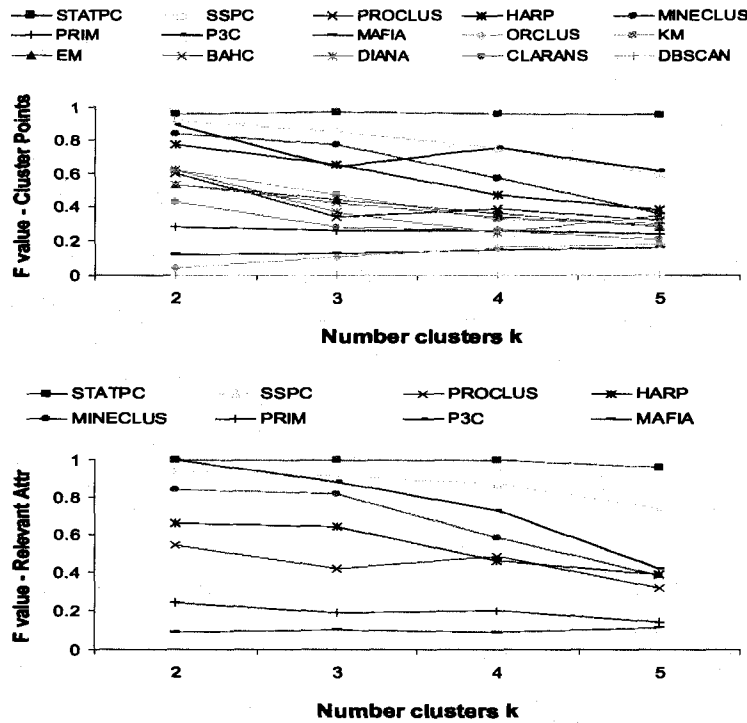 STATPC SSPC PROCLUS HARP MINECLUS
PRIM P3C MAFIA ORCLUS KM
EM BAHC DIANA CLARANS DBSCAN
F value - Cluster Points
1
0.8
0.6
0.4
0.2
0
2 3 4 5
Number clusters k
STATPC SSPC PROCLUS HARP
MINECLUS PRIM P3C MAFIA
F value - Relevant Attr
1
0.8
0.6
0.4
0.2
0
2 3 4 5
Number clusters k